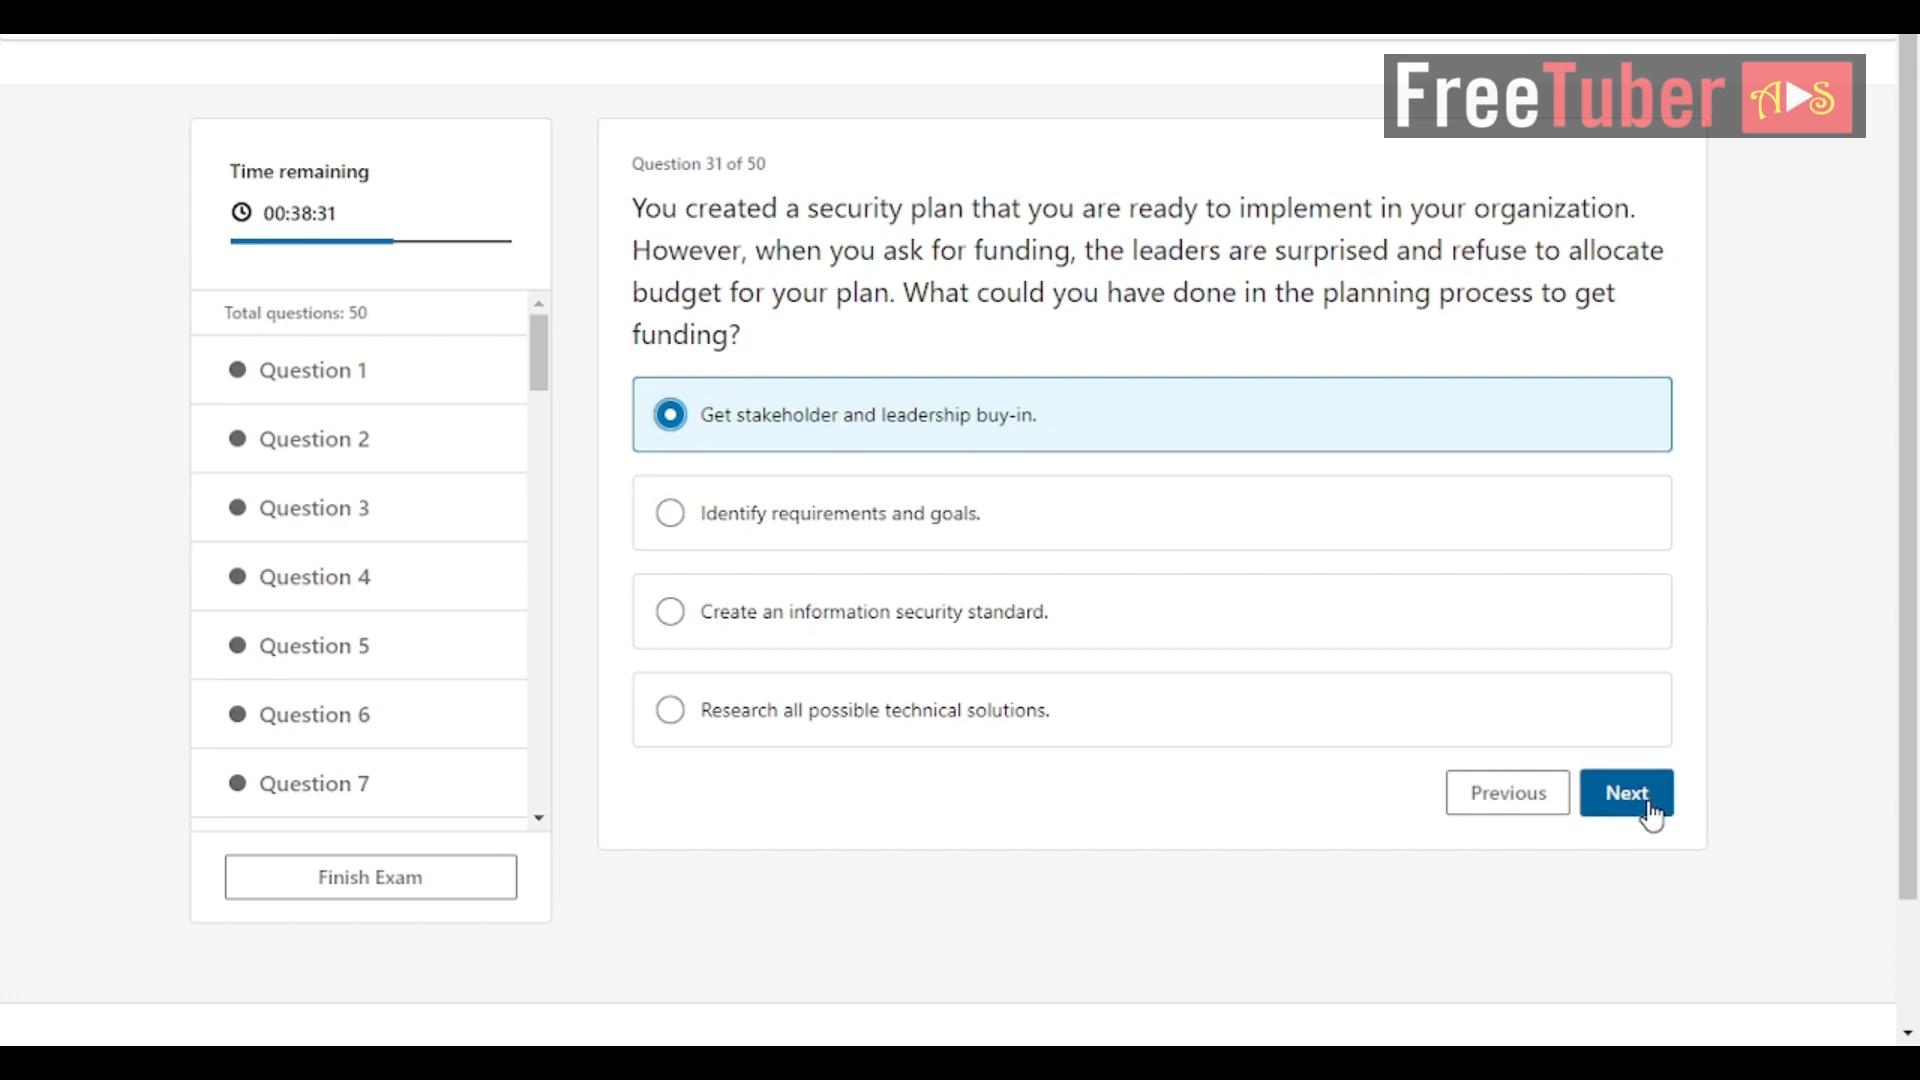 FreeTuber A▶S
Time remaining
00:38:31
Total questions: 50
Question 1
Question 2
Question 3
Question 4
Question 5
Question 6
Question 7
Finish Exam
Question 31 of 50
You created a security plan that you are ready to implement in your organization.
However, when you ask for funding, the leaders are surprised and refuse to allocate
budget for your plan. What could you have done in the planning process to get
funding?
Get stakeholder and leadership buy-in.
Identify requirements and goals.
Create an information security standard.
Research all possible technical solutions.
Previous
Next